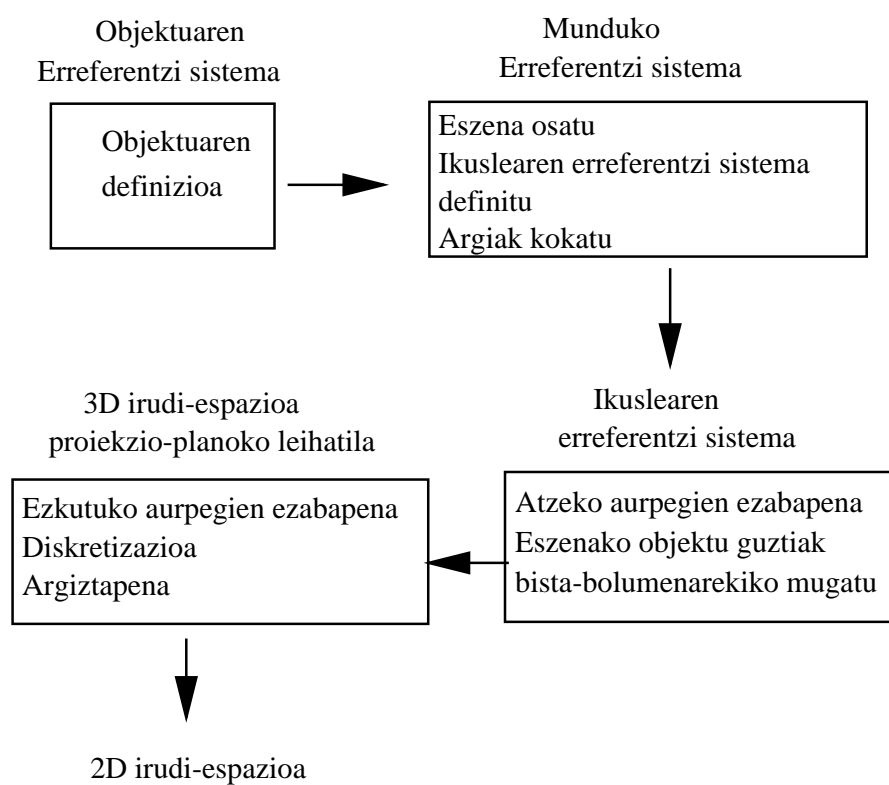 Objektuaren
Erreferentzi sistema
Objektuaren
definizioa
Munduko
Erreferentzi sistema
Eszena osatu
Ikuslearen erreferentzi sistema
definitu
Argiak kokatu
Ikuslearen
erreferentzi sistema
Atzeko aurpegien ezabapena
Eszenako objektu guztiak
bista-bolumenarekiko mugatu
3D irudi-espazioa
proiekzio-planoko leihatila
Ezkutuko aurpegien ezabapena
Diskretizazioa
Argiztapena
2D irudi-espazioa